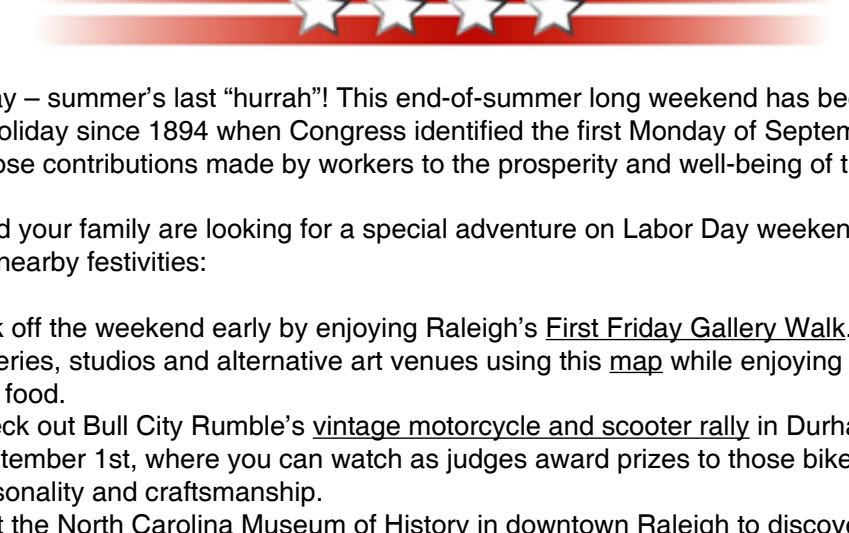 ay – summer’s last “hurrah”! This end-of-summer long weekend has be
oliday since 1894 when Congress identified the first Monday of Septem
ose contributions made by workers to the prosperity and well-being of t
d your family are looking for a special adventure on Labor Day weeken
nearby festivities:
k off the weekend early by enjoying Raleigh’s First Friday Gallery Walk.
eries, studios and alternative art venues using this map while enjoying
food.
eck out Bull City Rumble’s vintage motorcycle and scooter rally in Durha
tember 1st, where you can watch as judges award prizes to those bike
sonality and craftsmanship.
t the North Carolina Museum of History in downtown Raleigh to discove